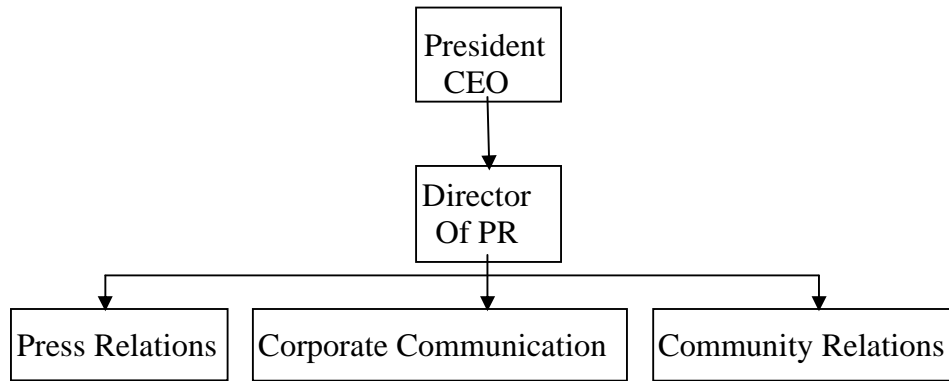 President
CEO
Director
Of PR
Press Relations
Corporate Communication
Community Relations